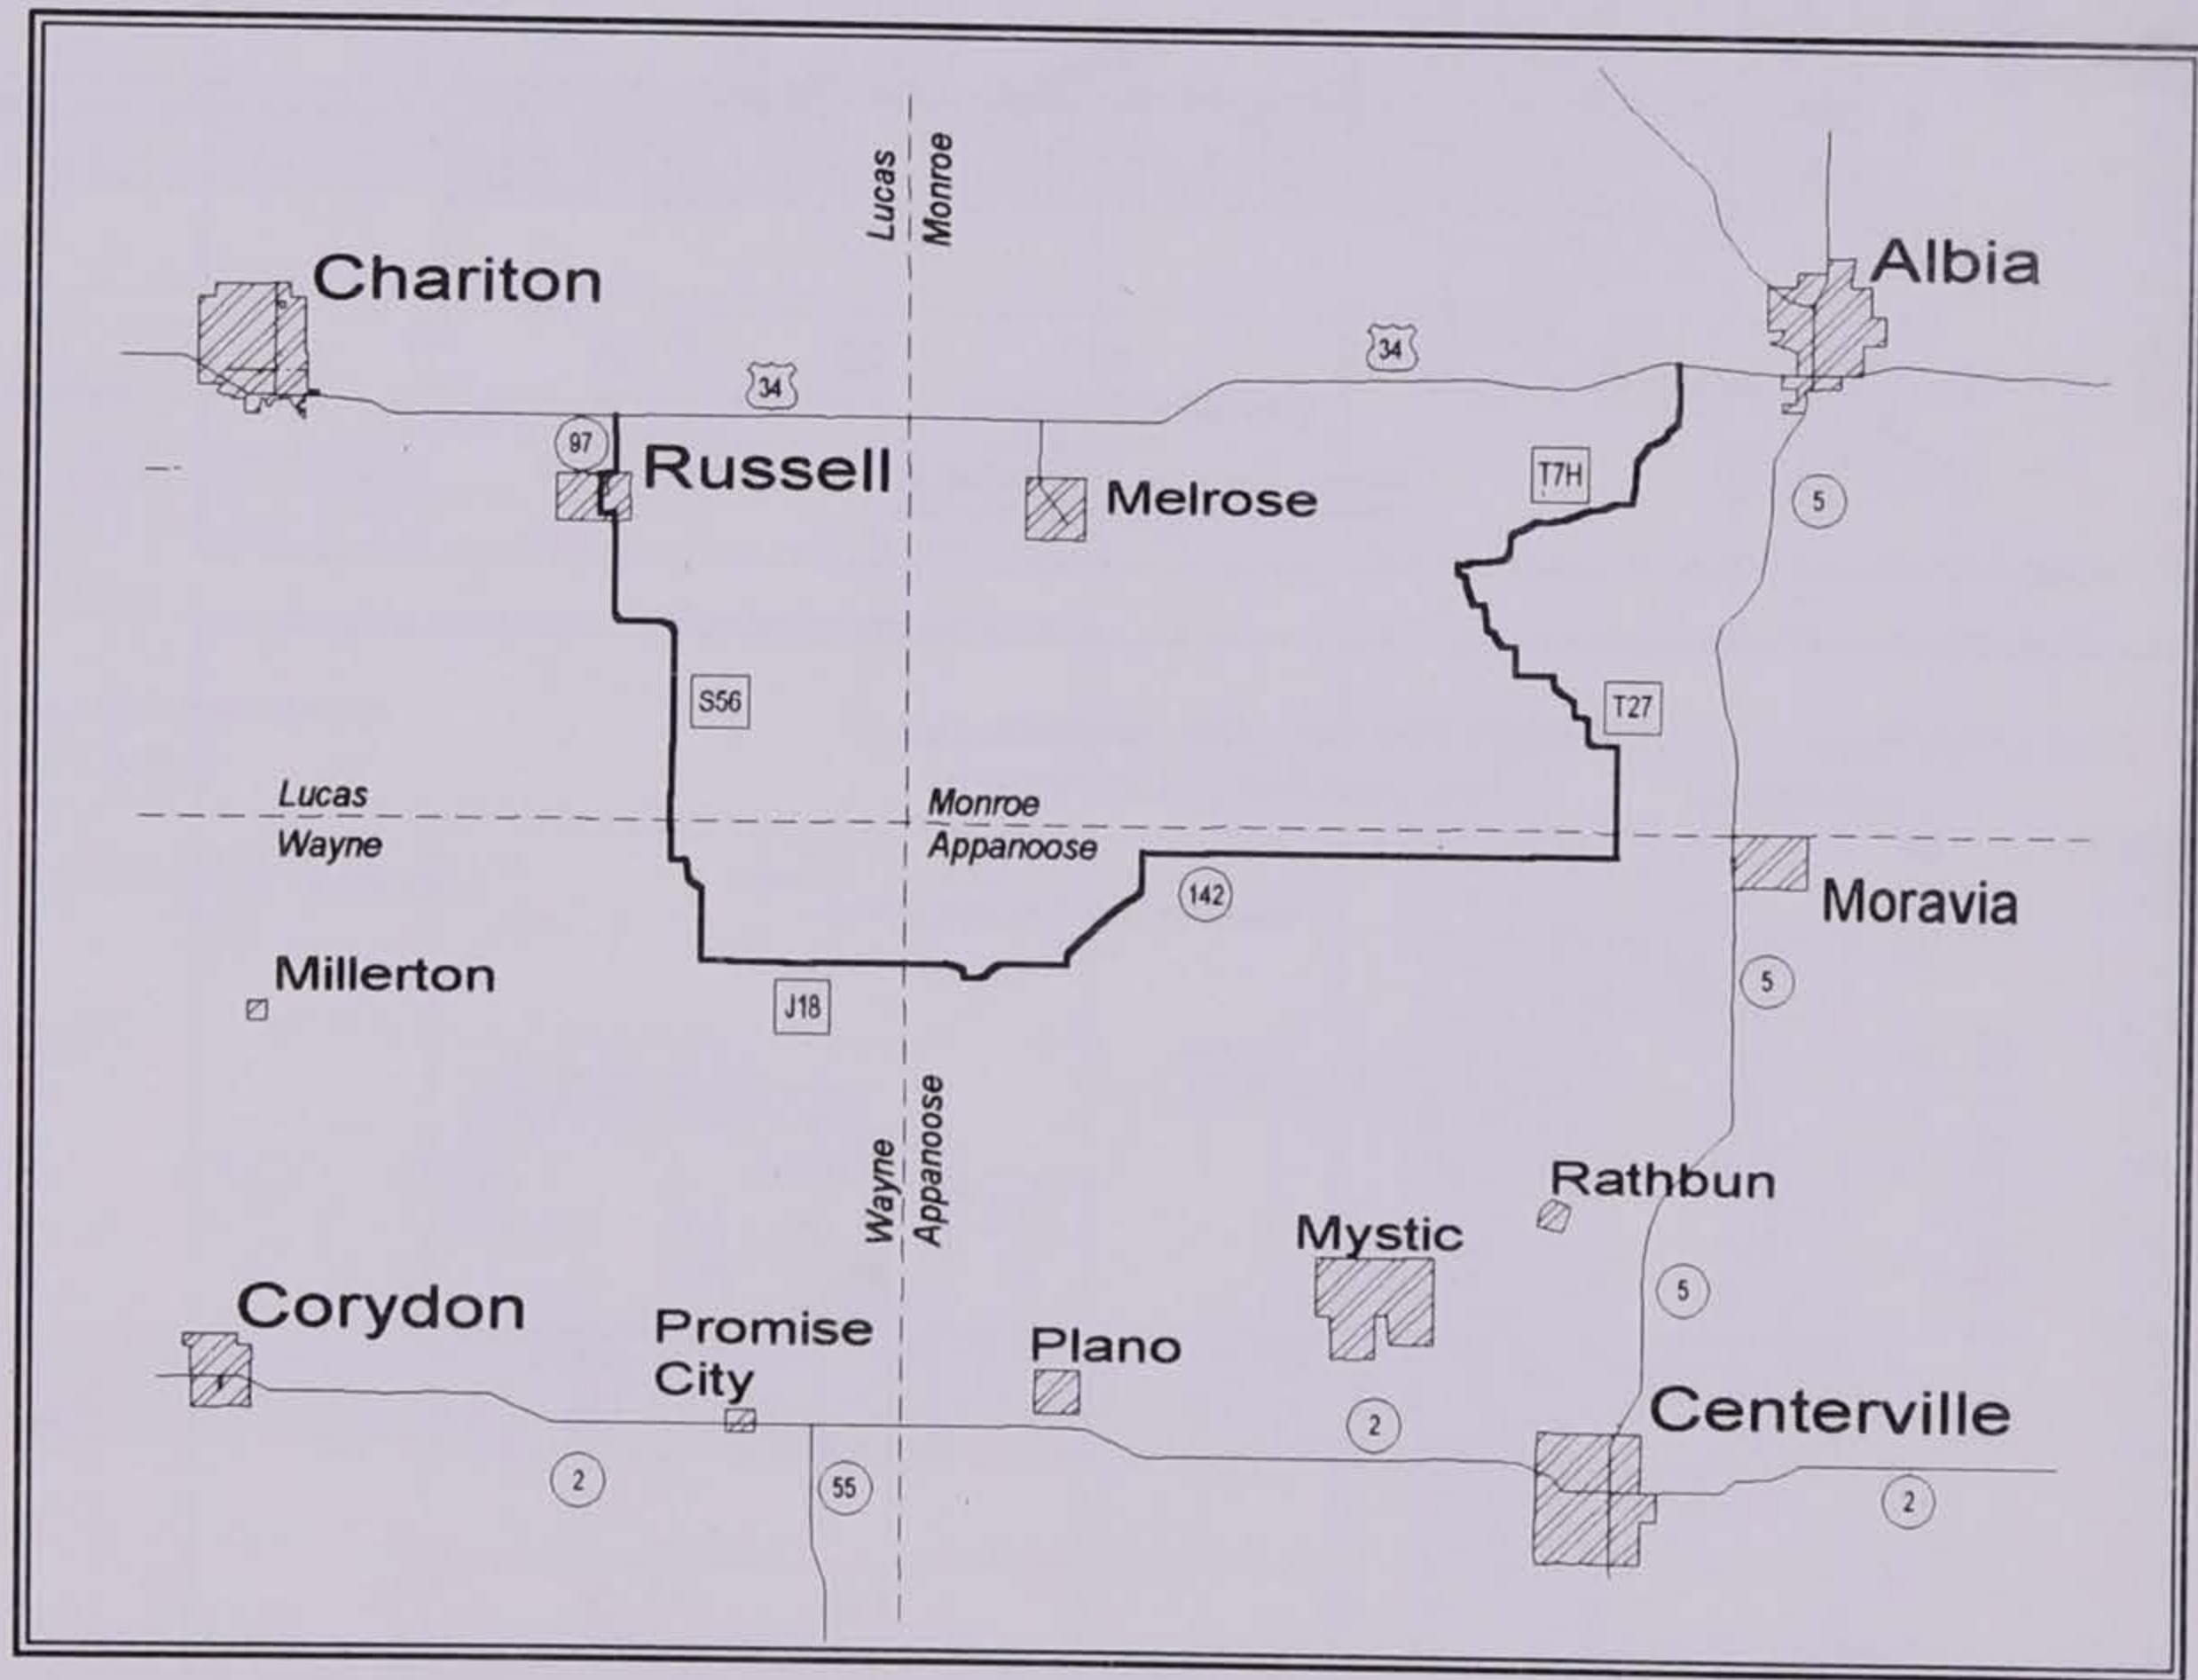 Lucas
Monroe
Chariton
Albia
34
34
97
Russell
Melrose
T7H
5
S56
T27
Lucas
Wayne
Monroe
Appanoose
142
Moravia
Millerton
J18
5
Wayne
Appanoose
Rathbun
Mystic
5
Corydon
Promise
City
Plano
2
Centerville
2
55
2